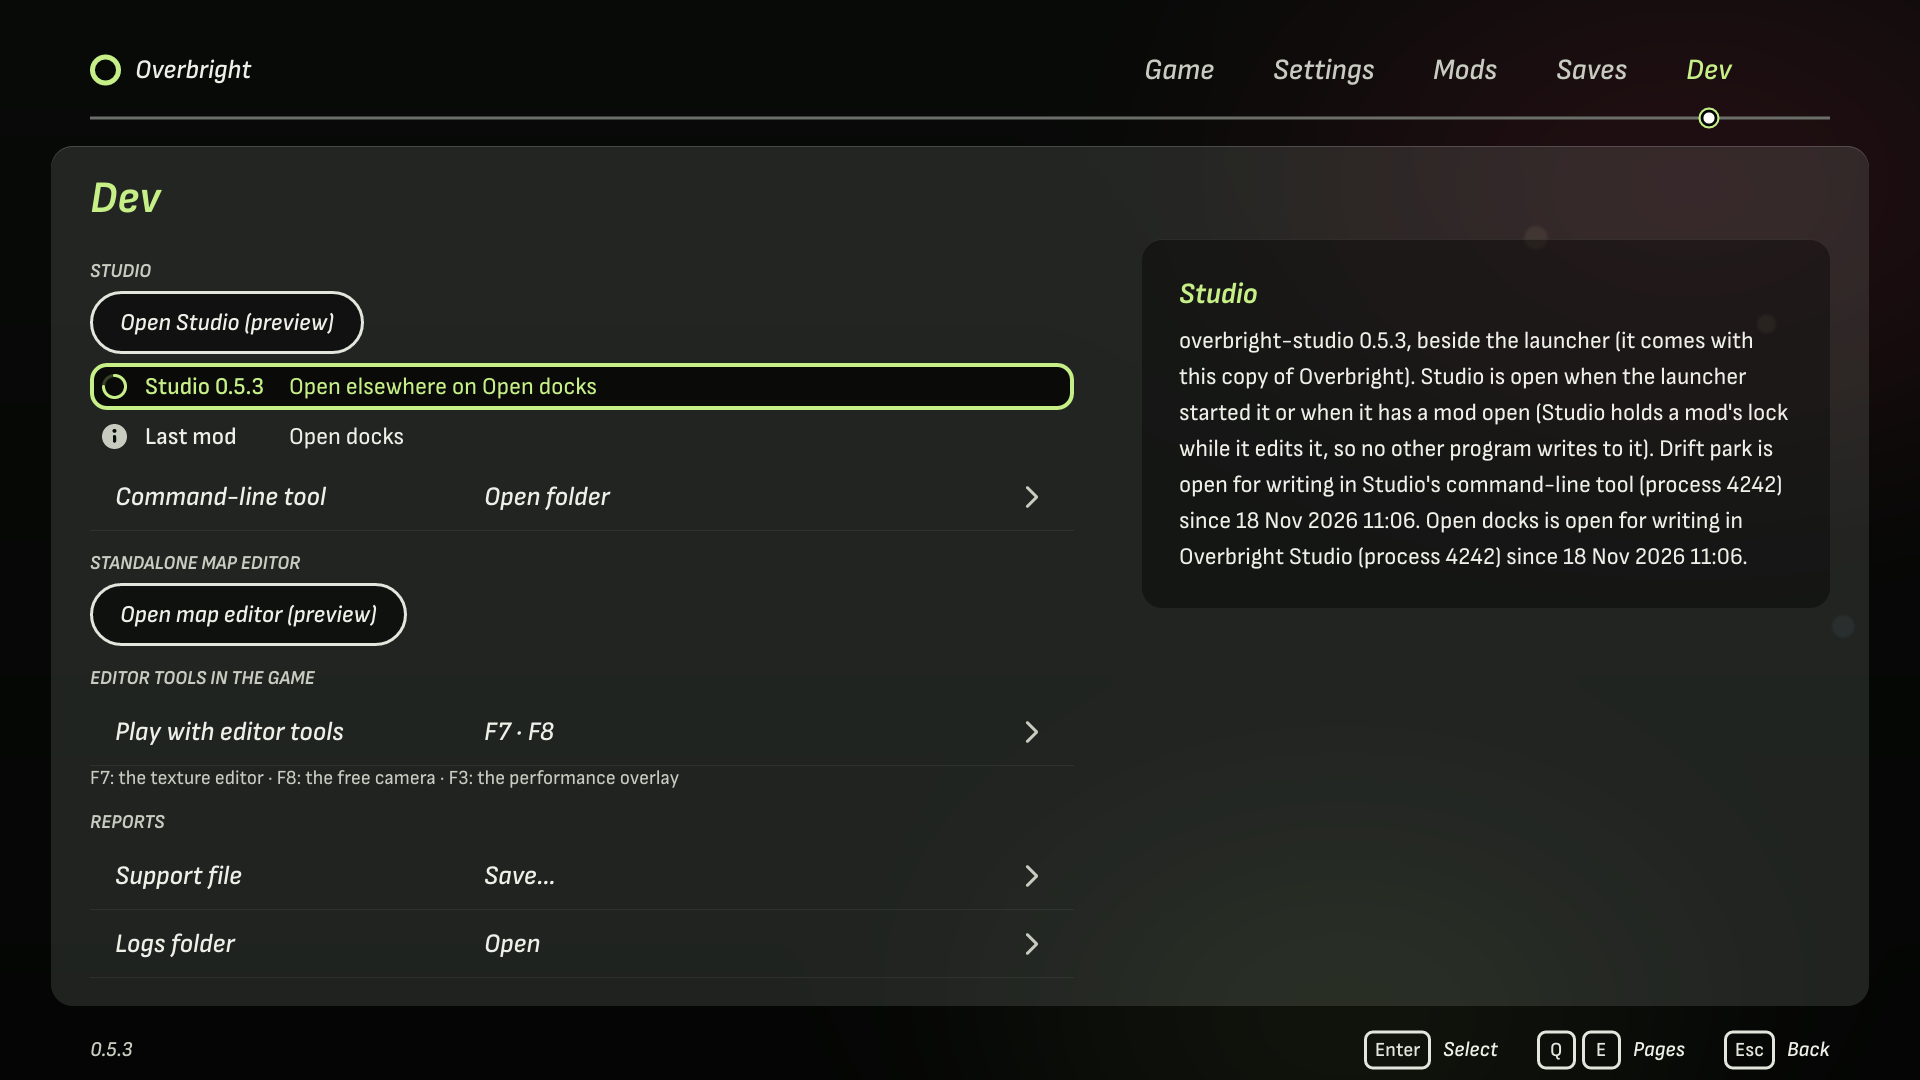 Overbright
Game
Settings
Mods
Saves
Dev
Dev
STUDIO
Open Studio (preview)
Studio 0.5.3 Open elsewhere on Open docks
Last mod Open docks
Command-line tool Open folder
STANDALONE MAP EDITOR
Open map editor (preview)
EDITOR TOOLS IN THE GAME
Play with editor tools F7 · F8
F7: the texture editor · F8: the free camera · F3: the performance overlay
REPORTS
Support file Save...
Logs folder Open
Studio
overbright-studio 0.5.3, beside the launcher (it comes with
this copy of Overbright). Studio is open when the launcher
started it or when it has a mod open (Studio holds a mod's lock
while it edits it, so no other program writes to it). Drift park is
open for writing in Studio's command-line tool (process 4242)
since 18 Nov 2026 11:06. Open docks is open for writing in
Overbright Studio (process 4242) since 18 Nov 2026 11:06.
0.5.3
Enter Select
Q E Pages
Esc Back